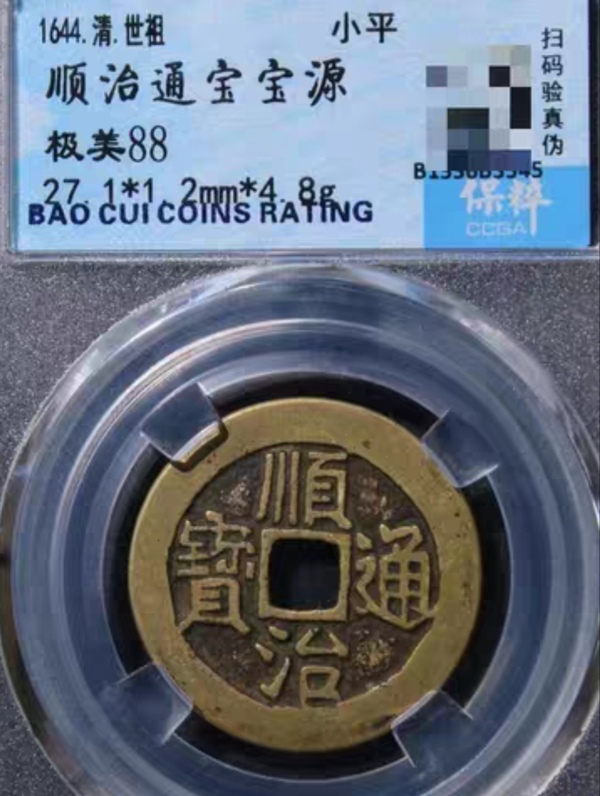 1644.清.世祖
小平
顺治通宝宝源
极美88
27.1*1.2mm*4.8g
BAO CUI COINS RATING
扫码验真伪
保粹
CCGA
順治通寶